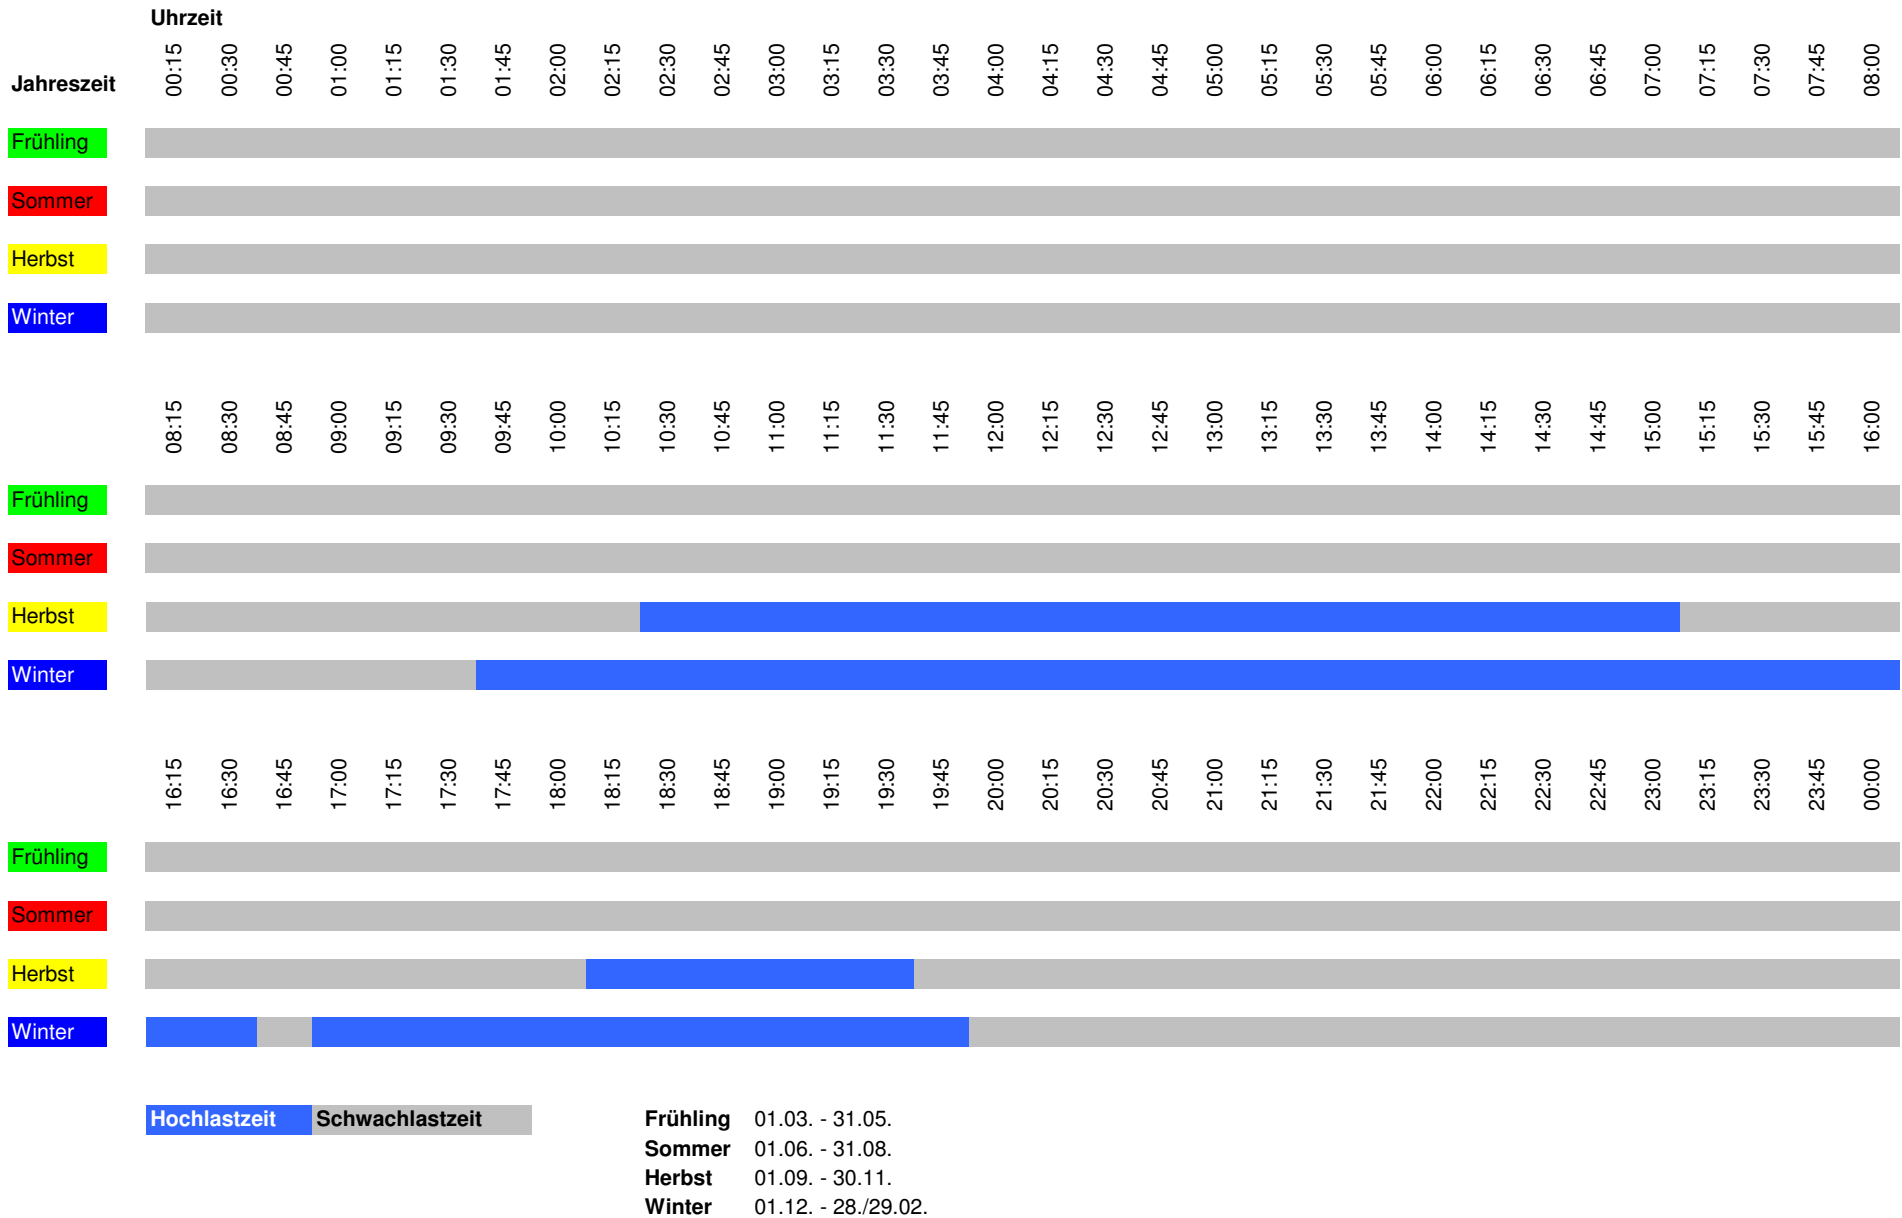 Uhrzeit
Jahreszeit 00:15 00:30 00:45 01:00 01:15 01:30 01:45 02:00 02:15 02:30 02:45 03:00 03:15 03:30 03:45 04:00 04:15 04:30 04:45 05:00 05:15 05:30 05:45 06:00 06:15 06:30 06:45 07:00 07:15 07:30 07:45 08:00
Frühling
Sommer
Herbst
Winter
08:15 08:30 08:45 09:00 09:15 09:30 09:45 10:00 10:15 10:30 10:45 11:00 11:15 11:30 11:45 12:00 12:15 12:30 12:45 13:00 13:15 13:30 13:45 14:00 14:15 14:30 14:45 15:00 15:15 15:30 15:45 16:00
Frühling
Sommer
Herbst
Winter
16:15 16:30 16:45 17:00 17:15 17:30 17:45 18:00 18:15 18:30 18:45 19:00 19:15 19:30 19:45 20:00 20:15 20:30 20:45 21:00 21:15 21:30 21:45 22:00 22:15 22:30 22:45 23:00 23:15 23:30 23:45 00:00
Frühling
Sommer
Herbst
Winter
Hochlastzeit Schwachlastzeit Frühling 01.03. - 31.05.
Sommer 01.06. - 31.08.
Herbst 01.09. - 30.11.
Winter 01.12. - 28./29.02.